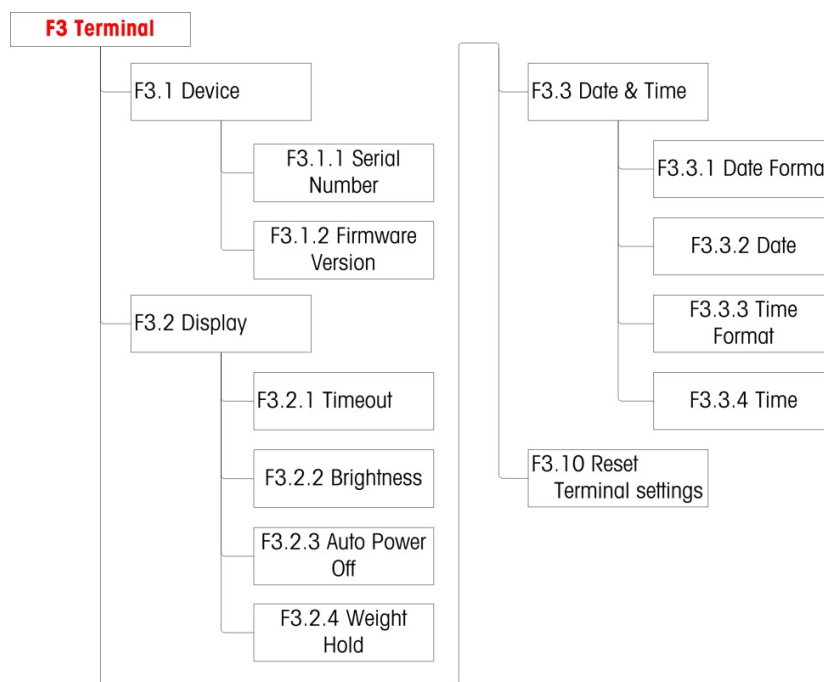 F3 Terminal
F3.1 Device
F3.1.1 Serial
Number
F3.1.2 Firmware
Version
F3.2 Display
F3.2.1 Timeout
F3.2.2 Brightness
F3.2.3 Auto Power
Off
F3.2.4 Weight
Hold
F3.3 Date & Time
F3.3.1 Date Forma
F3.3.2 Date
F3.3.3 Time
Format
F3.3.4 Time
F3.10 Reset
Terminal settings